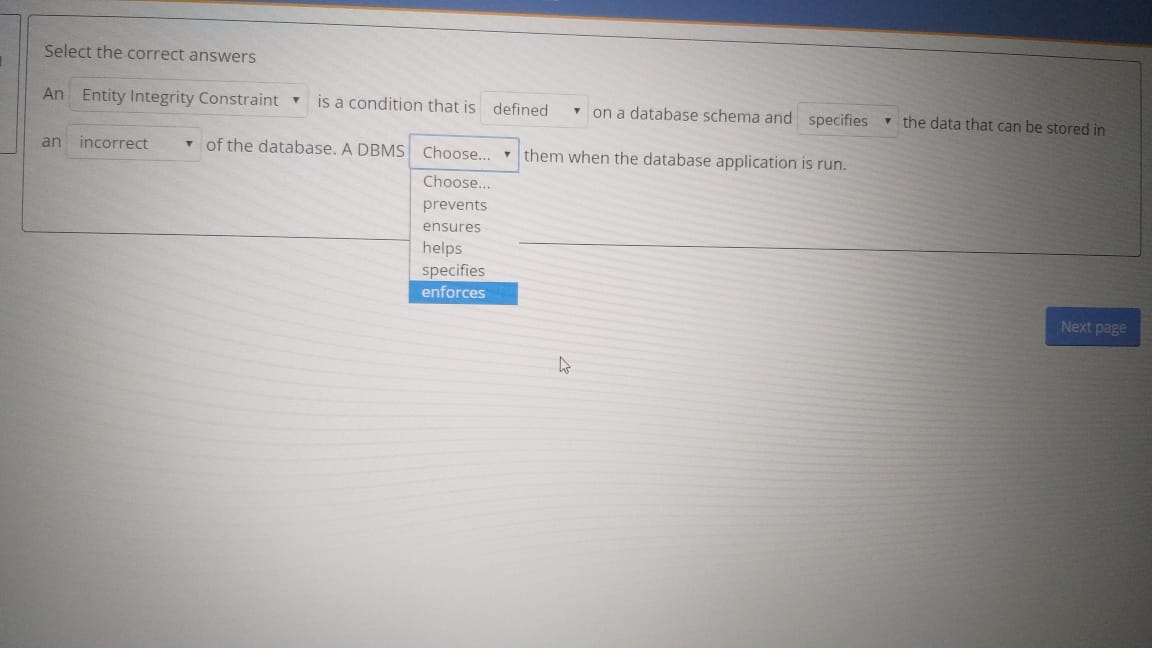 Select the correct answers
An Entity Integrity Constraint is a condition that is defined on a database schema and specifies the data that can be stored in
an incorrect of the database. A DBMS Choose... them when the database application is run.
Choose...
prevents
ensures
helps
specifies
enforces
Next page